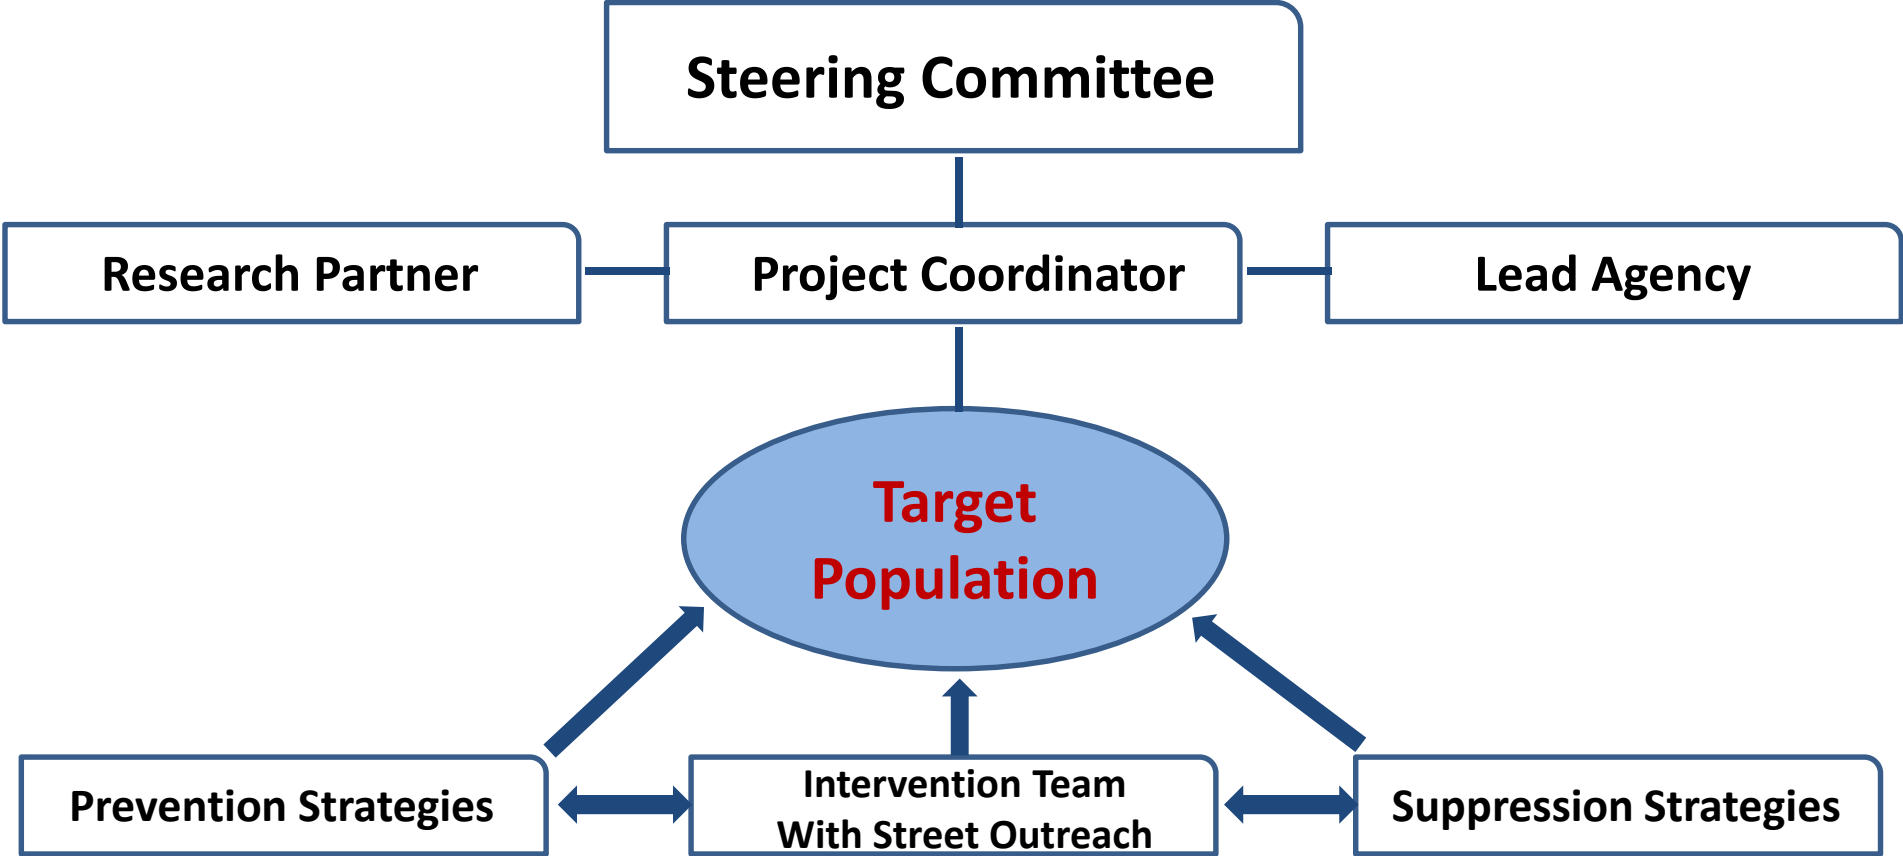 Steering Committee
Research Partner
Project Coordinator
Lead Agency
Target
Population
Prevention Strategies
Intervention Team
With Street Outreach
Suppression Strategies